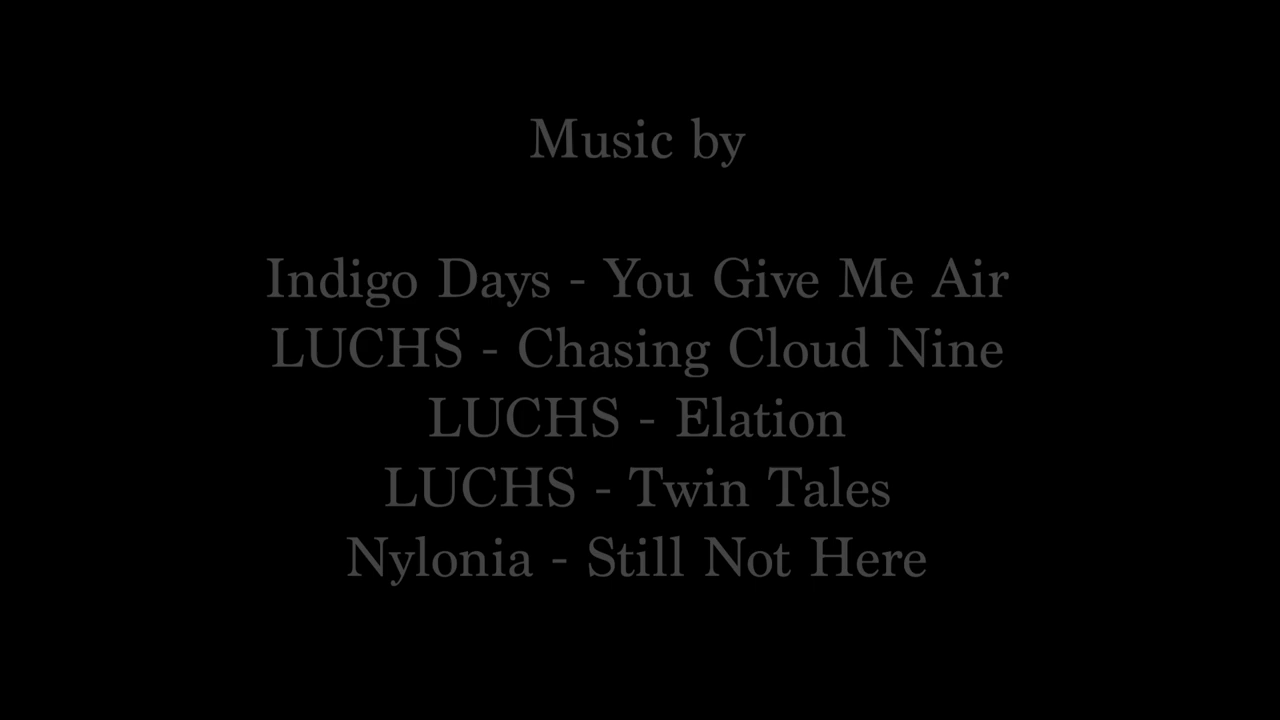 Music by
Indigo Days - You Give Me Air
LUCHS - Chasing Cloud Nine
LUCHS - Elation
LUCHS - Twin Tales
Nylonia - Still Not Here